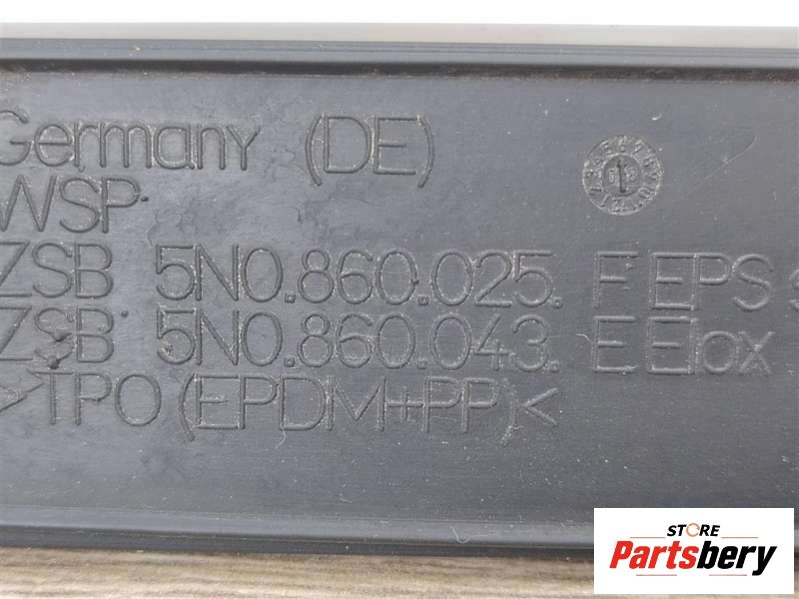 Germany (DE)
WSP
ZSB 5N0.860.025. F EPS S
ZSB 5N0.860.043. E Elox
>TPO(EPDM+PP)<
STORE
Partsbery